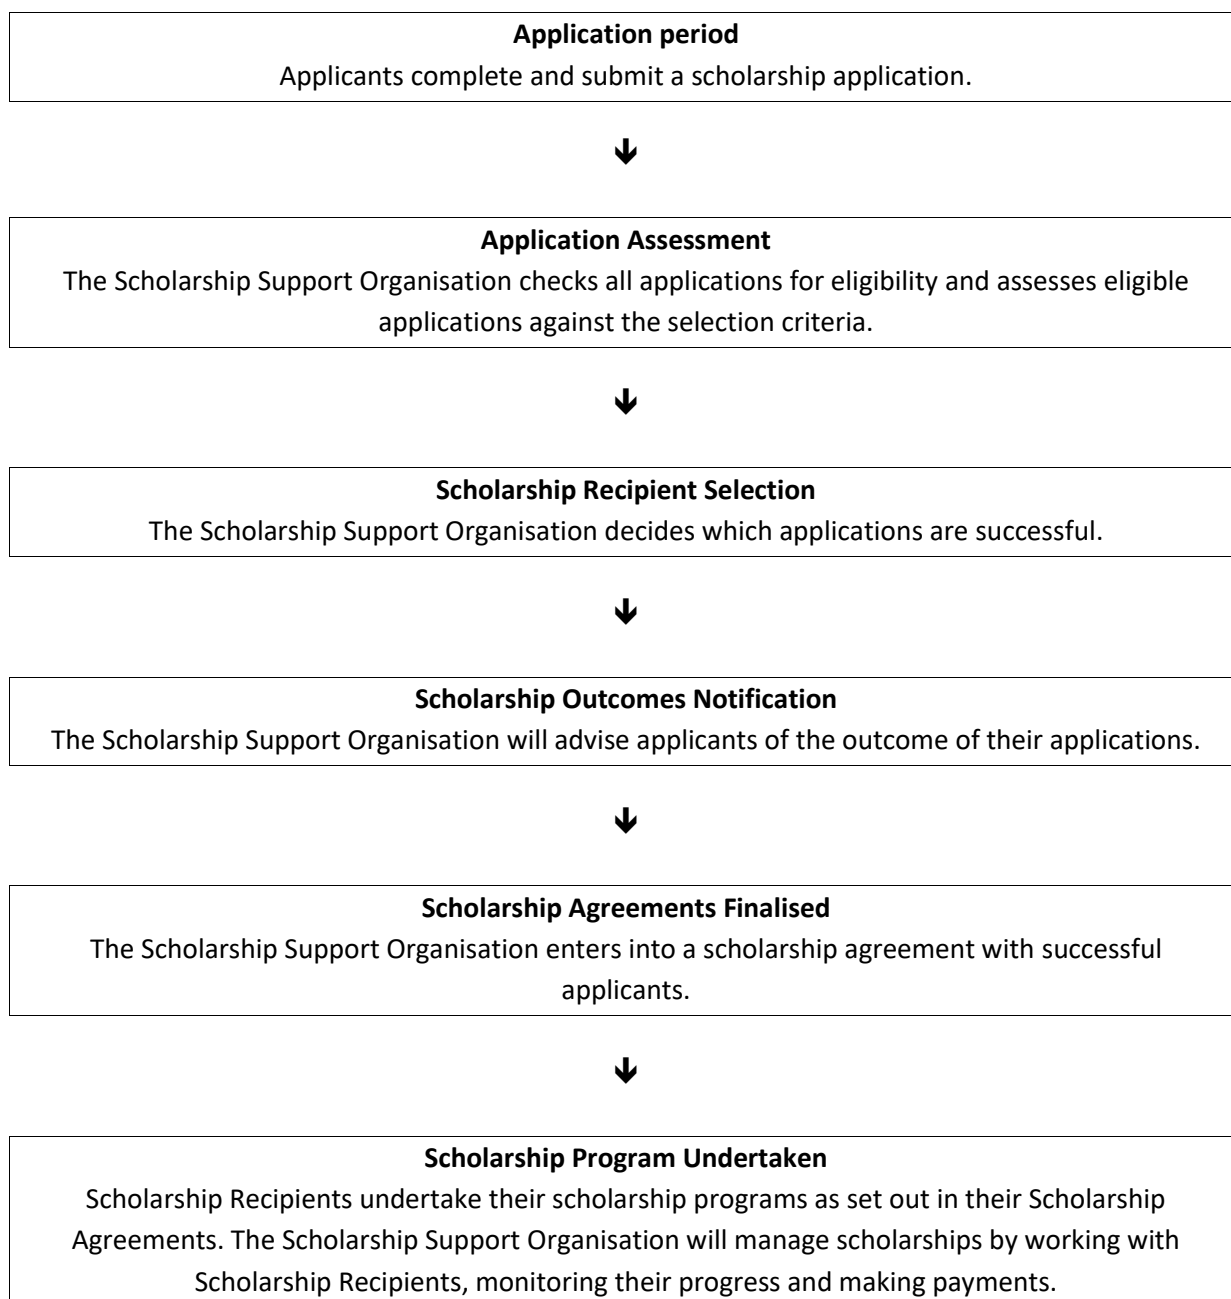 Application period
Applicants complete and submit a scholarship application.
Application Assessment
The Scholarship Support Organisation checks all applications for eligibility and assesses eligible
applications against the selection criteria.
Scholarship Recipient Selection
The Scholarship Support Organisation decides which applications are successful.
Scholarship Outcomes Notification
The Scholarship Support Organisation will advise applicants of the outcome of their applications.
Scholarship Agreements Finalised
The Scholarship Support Organisation enters into a scholarship agreement with successful
applicants.
Scholarship Program Undertaken
Scholarship Recipients undertake their scholarship programs as set out in their Scholarship
Agreements. The Scholarship Support Organisation will manage scholarships by working with
Scholarship Recipients, monitoring their progress and making payments.